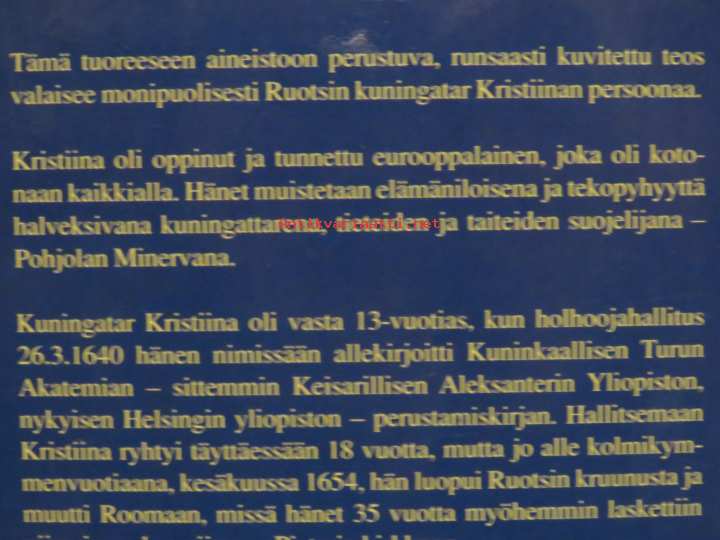 Tämä tuoreeseen aineistoon perustuva, runsaasti kuvitettu teos
valaisee monipuolisesti Ruotsin kuningatar Kristiinan persoonaa.
Kristiina oli oppinut ja tunnettu eurooppalainen, joka oli koto-
naan kaikkialla. Hänet muistetaan elämäniloisena ja tekopyhyyttä
halveksivana kuningattarena, tieteiden ja taiteiden suojelijana –
Pohjolan Minervana.
Kuningatar Kristiina oli vasta 13-vuotias, kun holhoojahallitus
26.3.1640 hänen nimissään allekirjoitti Kuninkaallisen Turun
Akatemian – sittemmin Keisarillisen Aleksanterin Yliopiston,
nykyisen Helsingin yliopiston – perustamiskirjan. Hallitsemaan
Kristiina ryhtyi täyttäessään 18 vuotta, mutta jo alle kolmikym-
menvuotiaana, kesäkuussa 1654, hän luopui Ruotsin kruunusta ja
muutti Roomaan, missä hänet 35 vuotta myöhemmin laskettiin